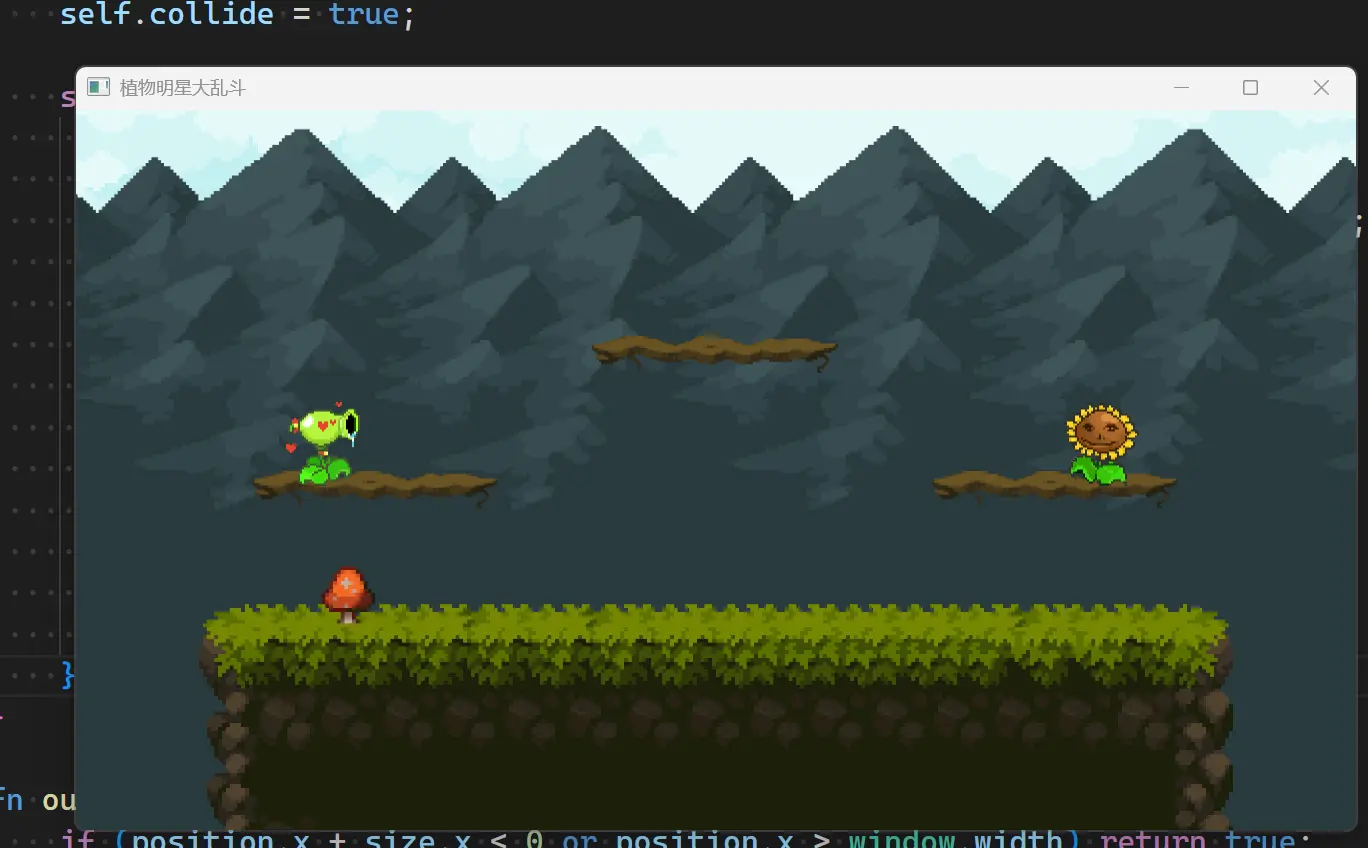 self.collide = true;
植物明星大乱斗
s
;
}
fn ou
if (position.x + size.x < 0 or position.x > window.width) return true;